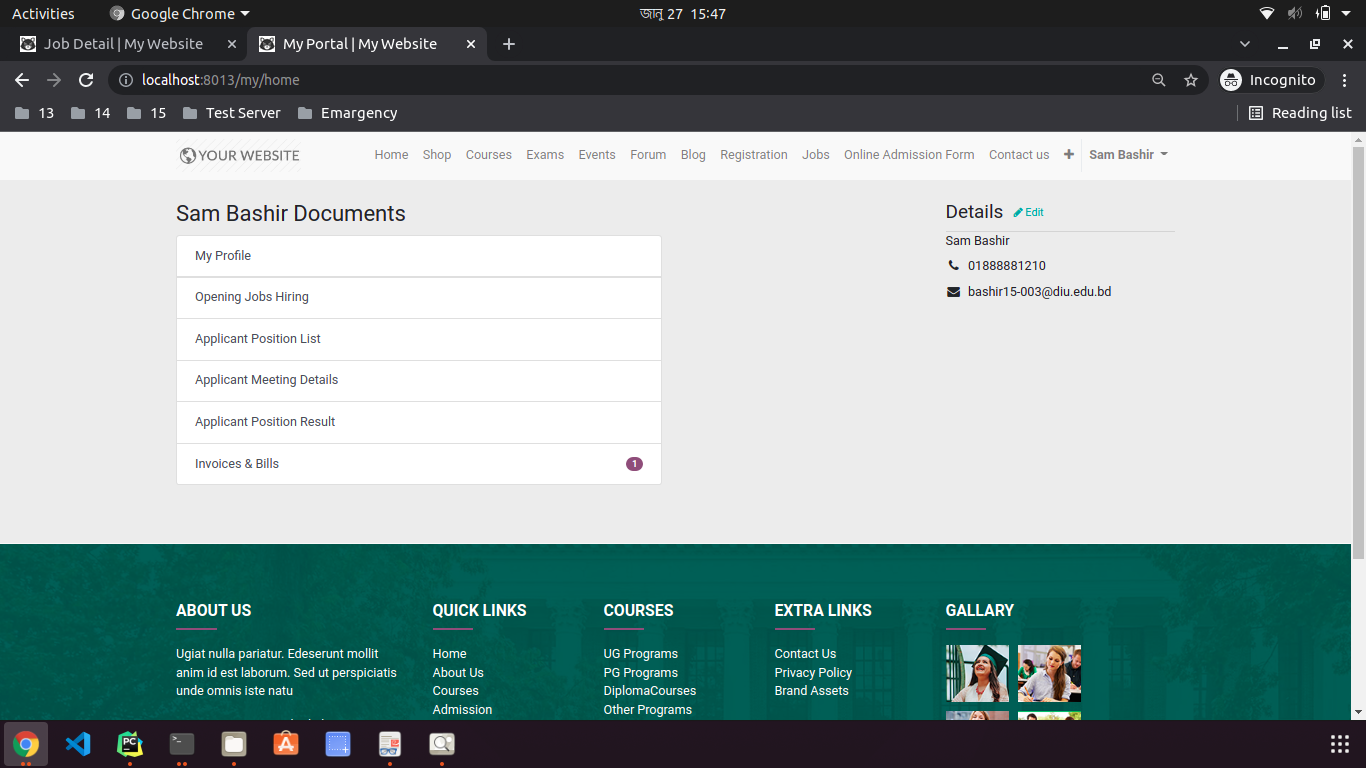 Activities
Google Chrome
জানু 27 15:47
Job Detail | My Website
My Portal | My Website
localhost:8013/my/home
Incognito
13
14
15
Test Server
Emargency
Reading list
YOUR WEBSITE
Home
Shop
Courses
Exams
Events
Forum
Blog
Registration
Jobs
Online Admission Form
Contact us
Sam Bashir
Sam Bashir Documents
My Profile
Opening Jobs Hiring
Applicant Position List
Applicant Meeting Details
Applicant Position Result
Invoices & Bills
1
Details
Edit
Sam Bashir
01888881210
bashir15-003@diu.edu.bd
ABOUT US
Ugiat nulla pariatur. Edeserunt mollit
anim id est laborum. Sed ut perspiciatis
unde omnis iste natu
QUICK LINKS
Home
About Us
Courses
Admission
COURSES
UG Programs
PG Programs
DiplomaCourses
Other Programs
EXTRA LINKS
Contact Us
Privacy Policy
Brand Assets
GALLARY